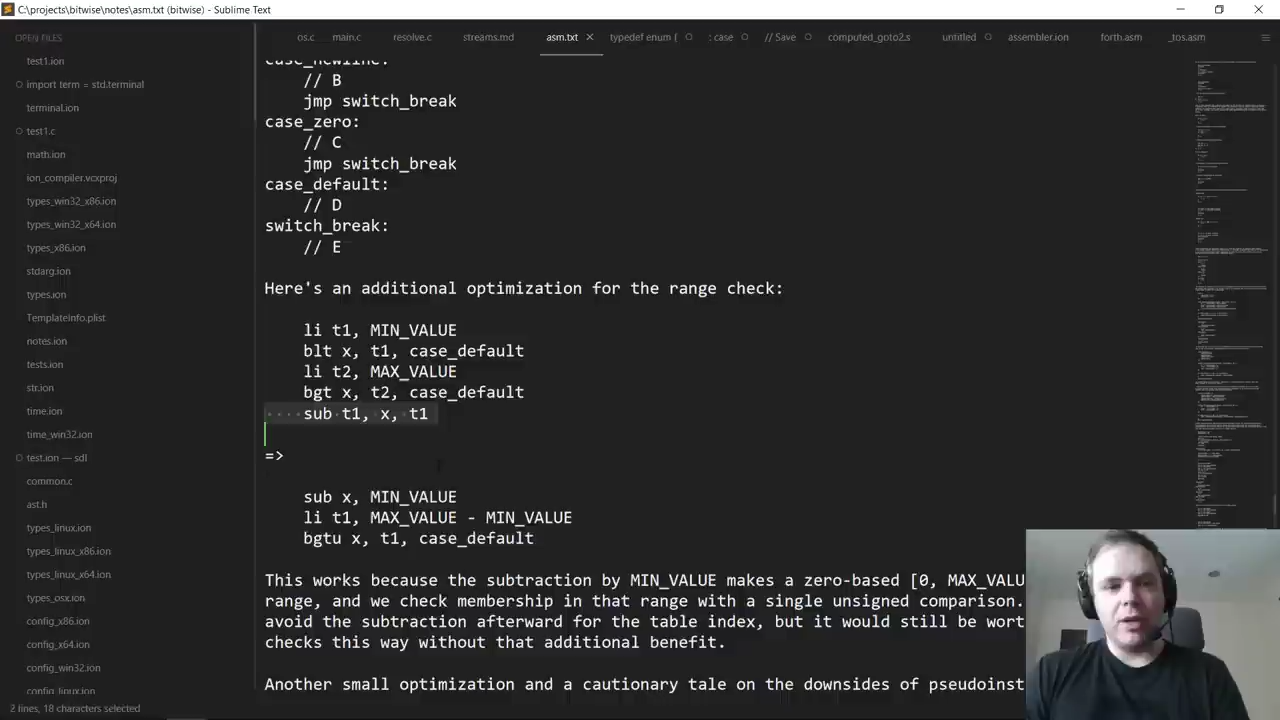 C:\projects\bitwise\notes\asm.txt (bitwise) - Sublime Text
OPEN FILES
os.c main.c resolve.c streams.md asm.txt typedef enum { : case // Save computed_goto2.s untitled assembler.ion forth.asm _tos.asm
test1.ion
import term = std.terminal
terminal.ion
test1.c
math.ion
ion_compiler.vcxproj
types_win32_x86.ion
types_win32_x64.ion
types_x86.ion
stdarg.ion
types.ion
TemplateInfo.plist
notes.ion
tests.ion
str.ion
time.ion
time_win32.ion
test.ion — sdl
common.c
ast.h
types_linux.ion
types_linux_x86.ion
types_linux_x64.ion
types_osx.ion
config_x86.ion
config_x64.ion
config_win32.ion
config_linux.ion
case_newline:
// B
jmp switch_break
case_zero:
// C
jmp switch_break
case_default:
// D
switch_break:
// E
Here's an additional optimization for the range check:
li t1, MIN_VALUE
blt x, t1, case_default
li t2, MAX_VALUE
bgt x, t2, case_default
sub t1, x, t1
=>
sub x, MIN_VALUE
li t1, MAX_VALUE - MIN_VALUE
bgtu x, t1, case_default
This works because the subtraction by MIN_VALUE makes a zero-based [0, MAX_VALU
range, and we check membership in that range with a single unsigned comparison.
avoid the subtraction afterward for the table index, but it would still be wort
checks this way without that additional benefit.
Another small optimization and a cautionary tale on the downsides of pseudoinst
2 lines, 18 characters selected